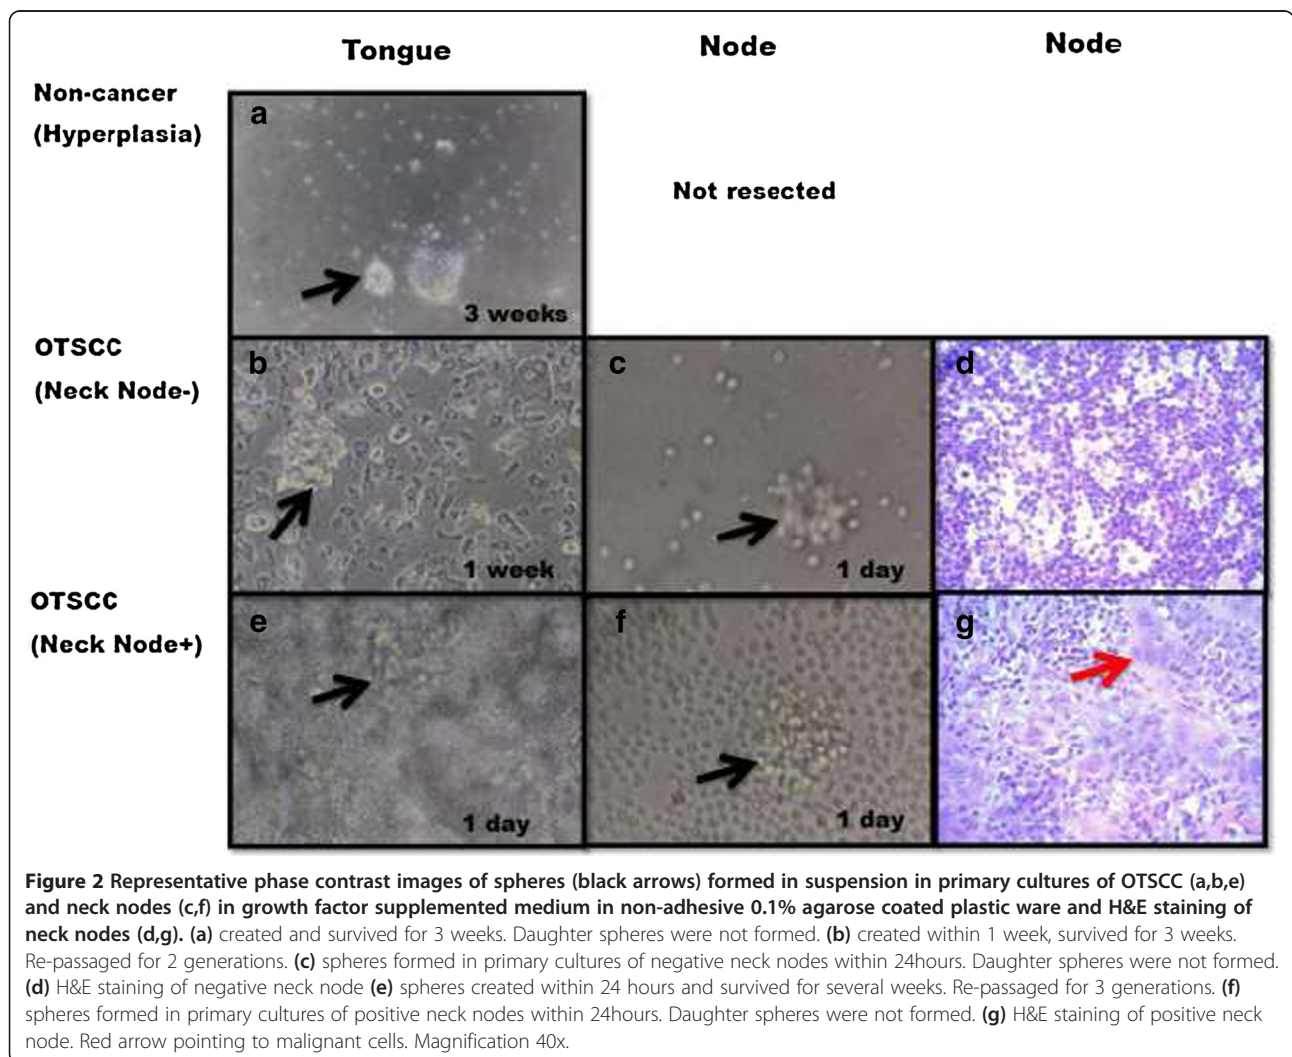 Tongue
Node
Node
Non-cancer
(Hyperplasia)
a
Not resected
3 weeks
OTSCC
(Neck Node-)
b
1 week
c
1 day
d
OTSCC
(Neck Node+)
e
1 day
f
1 day
g
Figure 2 Representative phase contrast images of spheres (black arrows) formed in suspension in primary cultures of OTSCC (a,b,e)
and neck nodes (c,f) in growth factor supplemented medium in non-adhesive 0.1% agarose coated plastic ware and H&E staining of
neck nodes (d,g). (a) created and survived for 3 weeks. Daughter spheres were not formed. (b) created within 1 week, survived for 3 weeks.
Re-passaged for 2 generations. (c) spheres formed in primary cultures of negative neck nodes within 24hours. Daughter spheres were not formed.
(d) H&E staining of negative neck node (e) spheres created within 24 hours and survived for several weeks. Re-passaged for 3 generations. (f)
spheres formed in primary cultures of positive neck nodes within 24hours. Daughter spheres were not formed. (g) H&E staining of positive neck
node. Red arrow pointing to malignant cells. Magnification 40x.